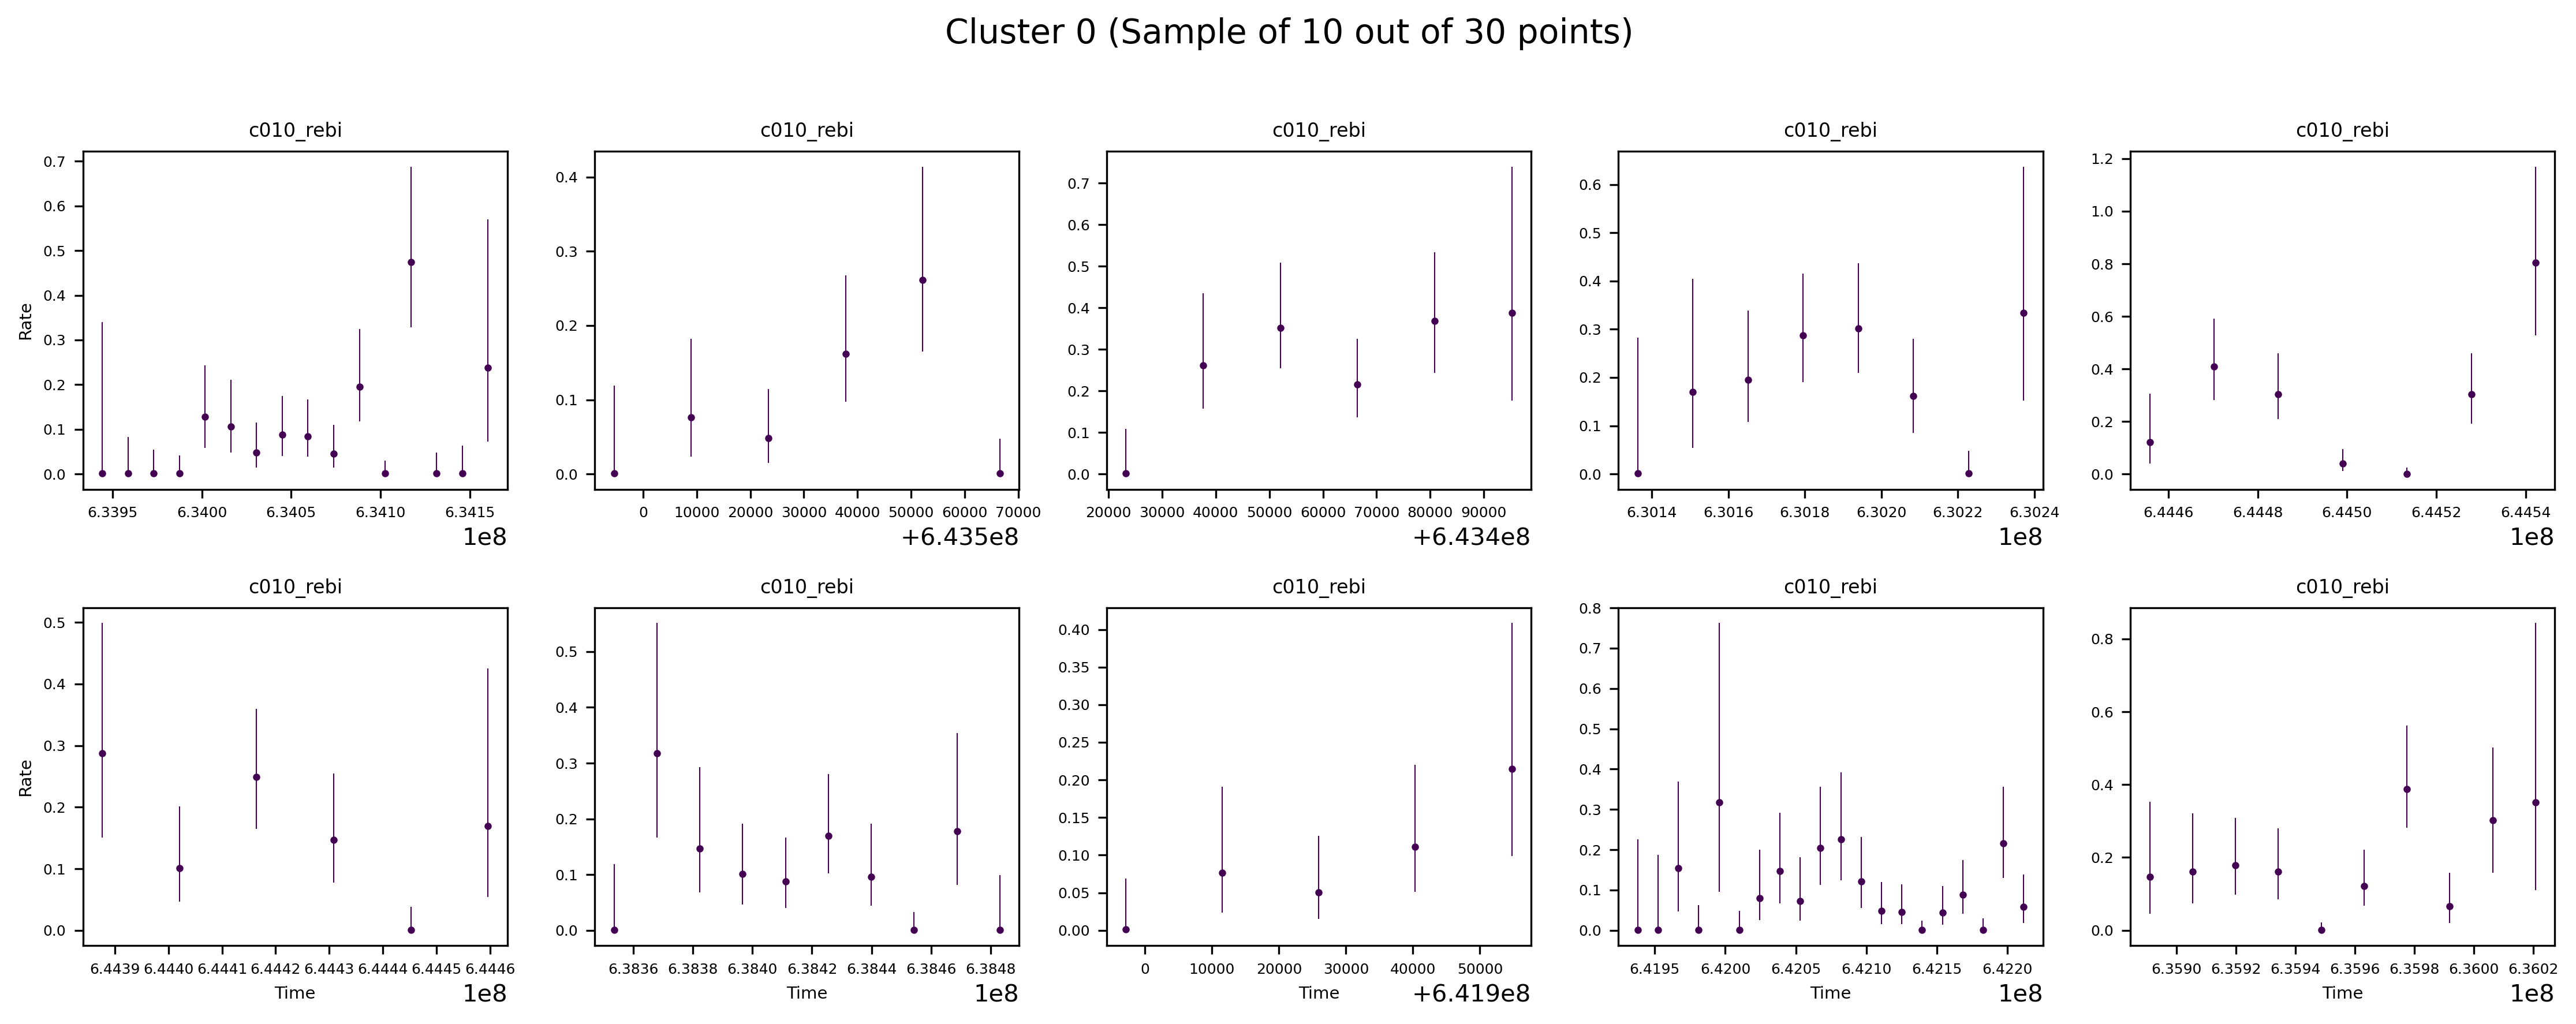 Cluster 0 (Sample of 10 out of 30 points)
c010_rebi c010_rebi c010_rebi c010_rebi c010_rebi
Rate
0.7
0.6
0.5
0.4
0.3
0.2
0.1
0.0
6.3395 6.3400 6.3405 6.3410 6.3415
1e8
0.4
0.3
0.2
0.1
0.0
0 10000 20000 30000 40000 50000 60000 70000
+6.435e8
0.7
0.6
0.5
0.4
0.3
0.2
0.1
0.0
20000 30000 40000 50000 60000 70000 80000 90000
+6.434e8
0.6
0.5
0.4
0.3
0.2
0.1
0.0
6.3014 6.3016 6.3018 6.3020 6.3022 6.3024
1e8
1.2
1.0
0.8
0.6
0.4
0.2
0.0
6.4446 6.4448 6.4450 6.4452 6.4454
1e8
c010_rebi c010_rebi c010_rebi c010_rebi c010_rebi
Rate
0.5
0.4
0.3
0.2
0.1
0.0
6.4439 6.4440 6.4441 6.4442 6.4443 6.4444 6.4445 6.4446
Time
1e8
0.5
0.4
0.3
0.2
0.1
0.0
6.3836 6.3838 6.3840 6.3842 6.3844 6.3846 6.3848
Time
1e8
0.40
0.35
0.30
0.25
0.20
0.15
0.10
0.05
0.00
0 10000 20000 30000 40000 50000
Time
+6.419e8
0.8
0.7
0.6
0.5
0.4
0.3
0.2
0.1
0.0
6.4195 6.4200 6.4205 6.4210 6.4215 6.4220
Time
1e8
0.8
0.6
0.4
0.2
0.0
6.3590 6.3592 6.3594 6.3596 6.3598 6.3600 6.3602
Time
1e8